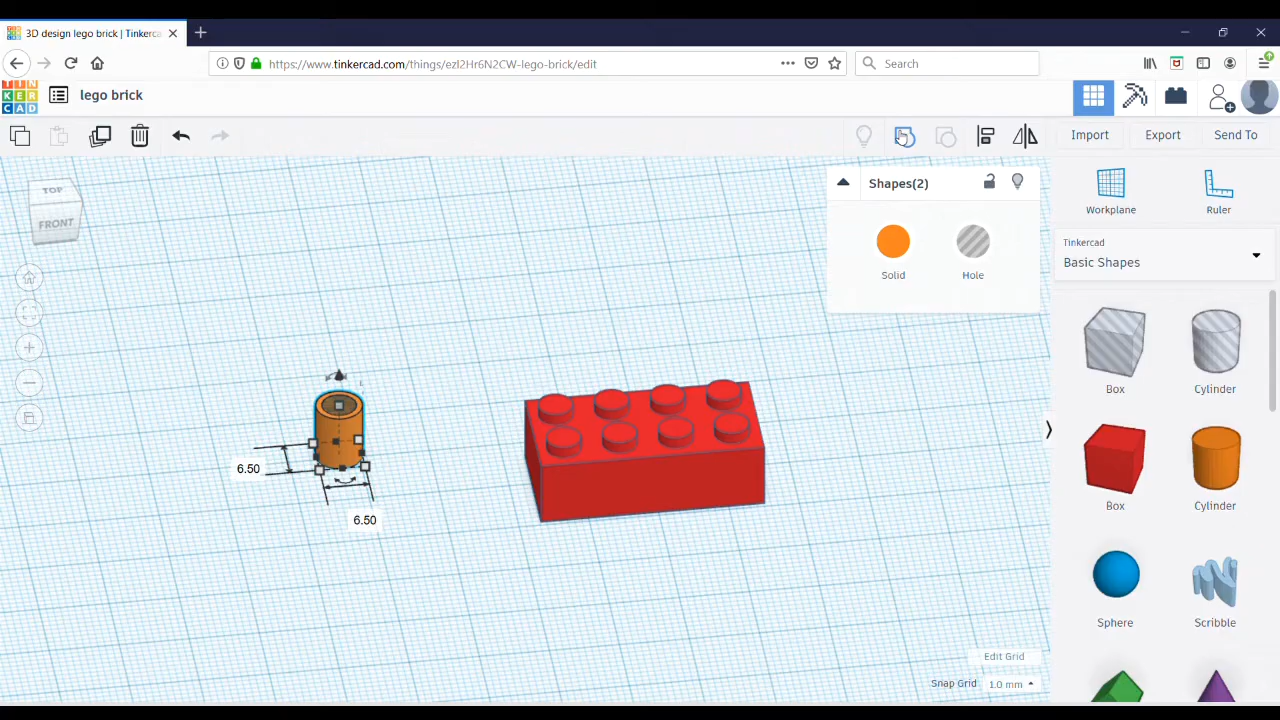 3D design lego brick | Tinkerca
https://www.tinkercad.com/things/ezl2Hr6N2CW-lego-brick/edit
Search
TIN
KER
CAD
lego brick
Import
Export
Send To
TOP
FRONT
Shapes(2)
Solid
Hole
Workplane
Ruler
Tinkercad
Basic Shapes
Box
Cylinder
Box
Cylinder
Sphere
Scribble
6.50
6.50
Edit Grid
Snap Grid 1.0 mm